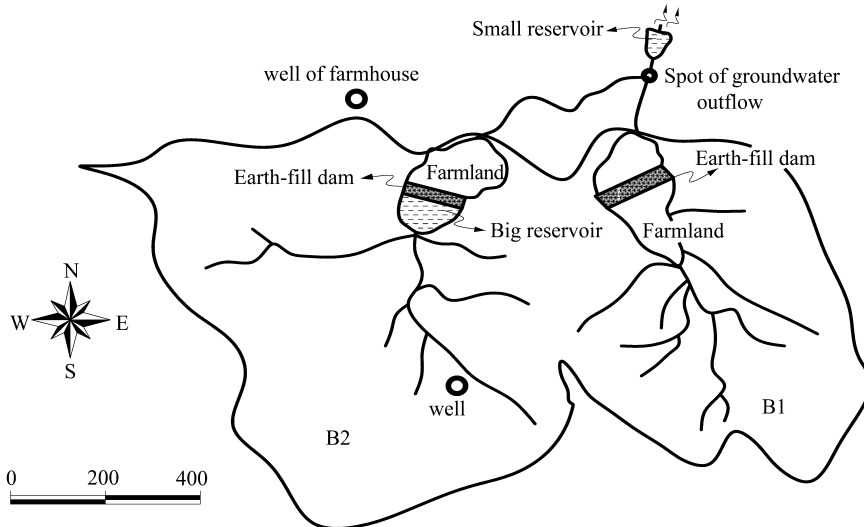 Small reservoir
well of farmhouse
Spot of groundwater
outflow
Earth-fill dam
Farmland
Earth-fill dam
Big reservoir
Farmland
N
W E
S
well
B2
B1
0 200 400